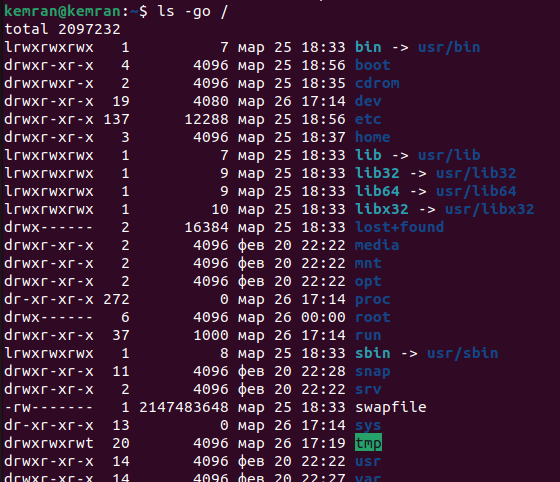 kemran@kemran:~$ ls -go /
total 2097232
lrwxrwxrwx   1          7 мар 25 18:33 bin -> usr/bin
drwxr-xr-x   4       4096 мар 25 18:56 boot
drwxrwxr-x   2       4096 мар 25 18:35 cdrom
drwxr-xr-x  19       4080 мар 26 17:14 dev
drwxr-xr-x 137      12288 мар 25 18:56 etc
drwxr-xr-x   3       4096 мар 25 18:37 home
lrwxrwxrwx   1          7 мар 25 18:33 lib -> usr/lib
lrwxrwxrwx   1          9 мар 25 18:33 lib32 -> usr/lib32
lrwxrwxrwx   1          9 мар 25 18:33 lib64 -> usr/lib64
lrwxrwxrwx   1         10 мар 25 18:33 libx32 -> usr/libx32
drwx------   2      16384 мар 25 18:33 lost+found
drwxr-xr-x   2       4096 фев 20 22:22 media
drwxr-xr-x   2       4096 фев 20 22:22 mnt
drwxr-xr-x   2       4096 фев 20 22:22 opt
dr-xr-xr-x 272          0 мар 26 17:14 proc
drwx------   6       4096 мар 26 00:00 root
drwxr-xr-x  37       1000 мар 26 17:14 run
lrwxrwxrwx   1          8 мар 25 18:33 sbin -> usr/sbin
drwxr-xr-x  11       4096 фев 20 22:28 snap
drwxr-xr-x   2       4096 фев 20 22:22 srv
-rw-------   1 2147483648 мар 25 18:33 swapfile
dr-xr-xr-x  13          0 мар 26 17:14 sys
drwxrwxrwt  20       4096 мар 26 17:19 tmp
drwxr-xr-x  14       4096 фев 20 22:22 usr
drwxr-xr-x  14       4096 фев 20 22:27 var